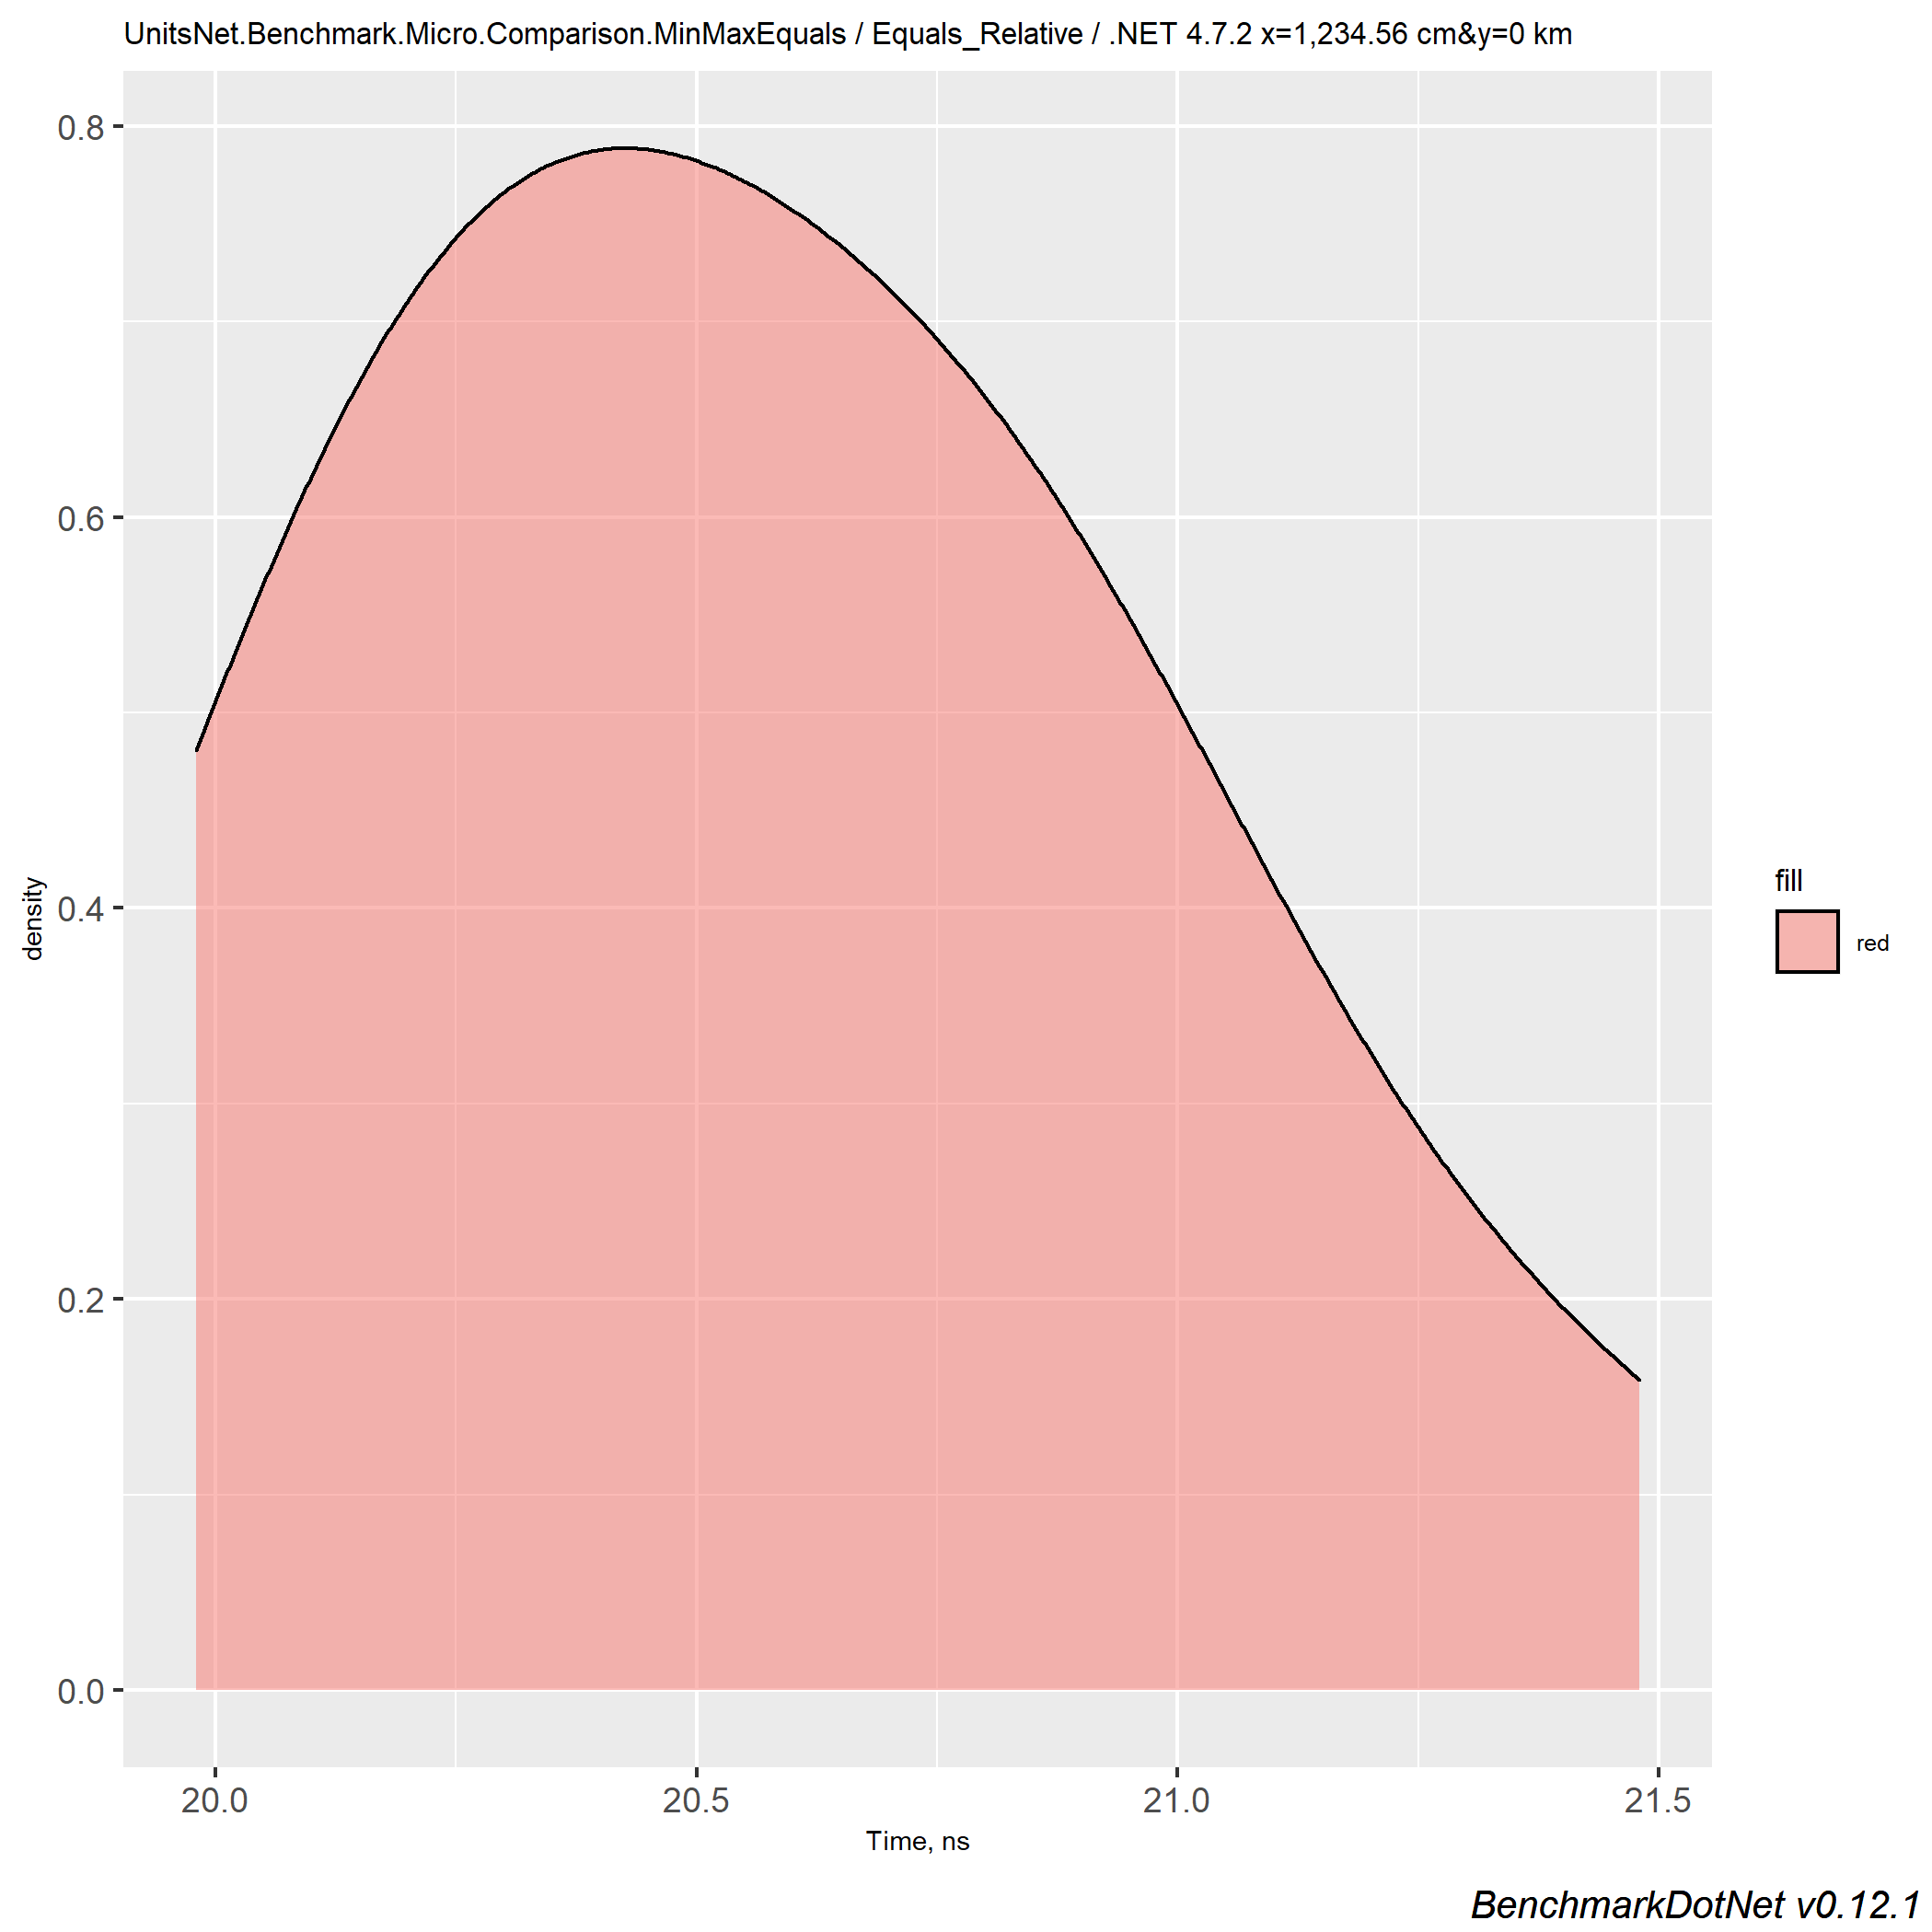 UnitsNet.Benchmark.Micro.Comparison.MinMaxEquals / Equals_Relative / .NET 4.7.2 x=1,234.56 cm&y=0 km
0.8
0.6
0.4
0.2
0.0
density
20.0 20.5 21.0 21.5
Time, ns
fill
red
BenchmarkDotNet v0.12.1